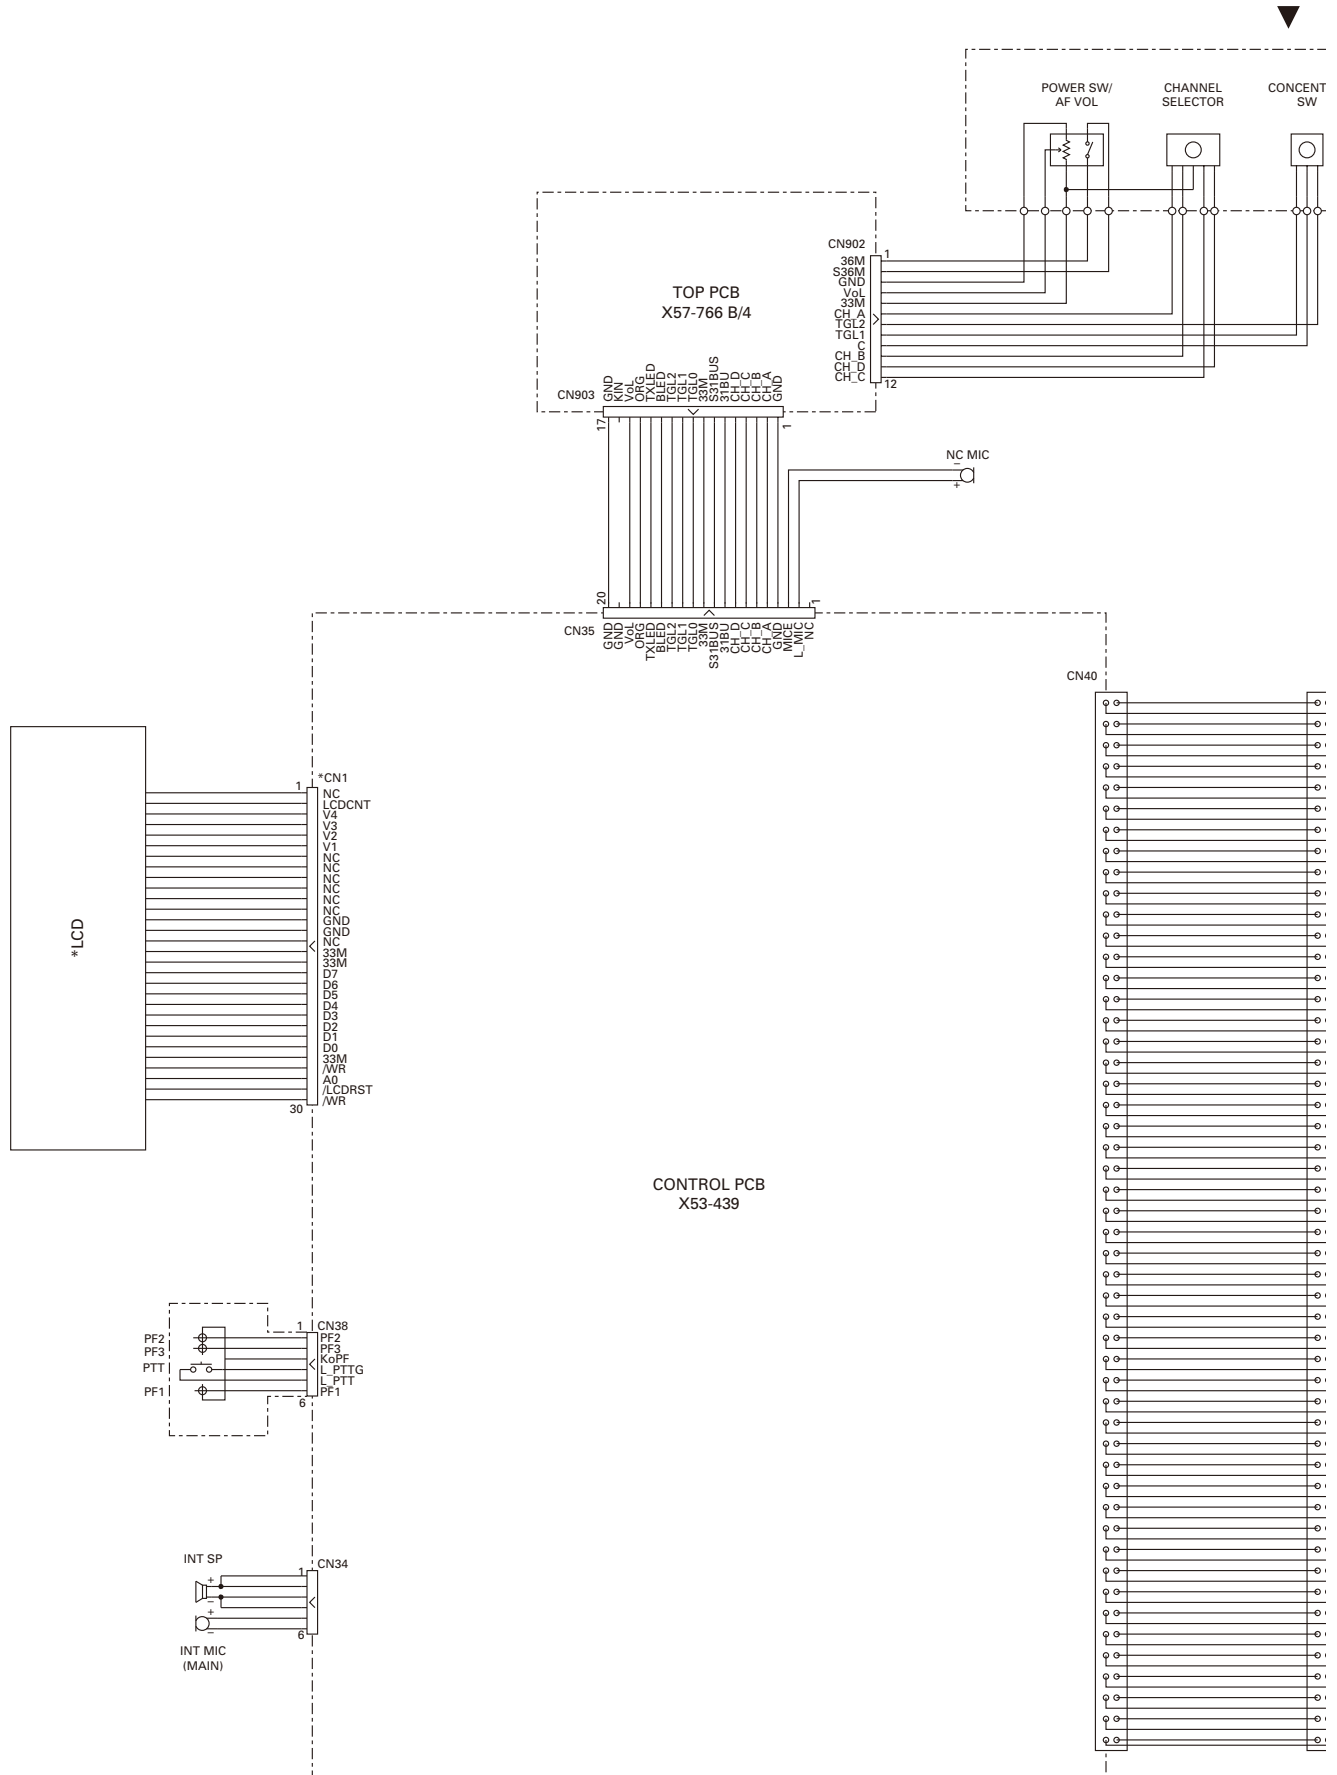 POWER SW/
AF VOL
CHANNEL
SELECTOR
CONCENT
SW
TOP PCB
X57-766 B/4
CN902
1
36M
S36M
GND
VoL
33M
CH_A
TGL2
TGL1
C
CH_B
CH_D
CH_C
12
CN903
GND
KIN
VoL
ORG
TXLED
BLED
TGL2
TGL1
TGL0
33M
S31BUS
31BU
CH_D
CH_C
CH_B
CH_A
GND
17
1
NC MIC
–
+
20
1
CN35
GND
GND
VoL
ORG
TXLED
BLED
TGL2
TGL1
TGL0
33M
S31BUS
31BU
CH_D
CH_C
CH_B
CH_A
GND
MICE
L_MIC
NC
CN40
*LCD
*CN1
1
NC
LCDCNT
V4
V3
V2
V1
NC
NC
NC
NC
NC
NC
GND
GND
NC
33M
33M
D7
D6
D5
D4
D3
D2
D1
D0
33M
/WR
A0
/LCDRST
/WR
30
CONTROL PCB
X53-439
PF2
PF3
PTT
PF1
1
CN38
PF2
PF3
KoPF
L_PTTG
L_PTT
PF1
6
INT SP
+
–
+
–
INT MIC
(MAIN)
1
CN34
6